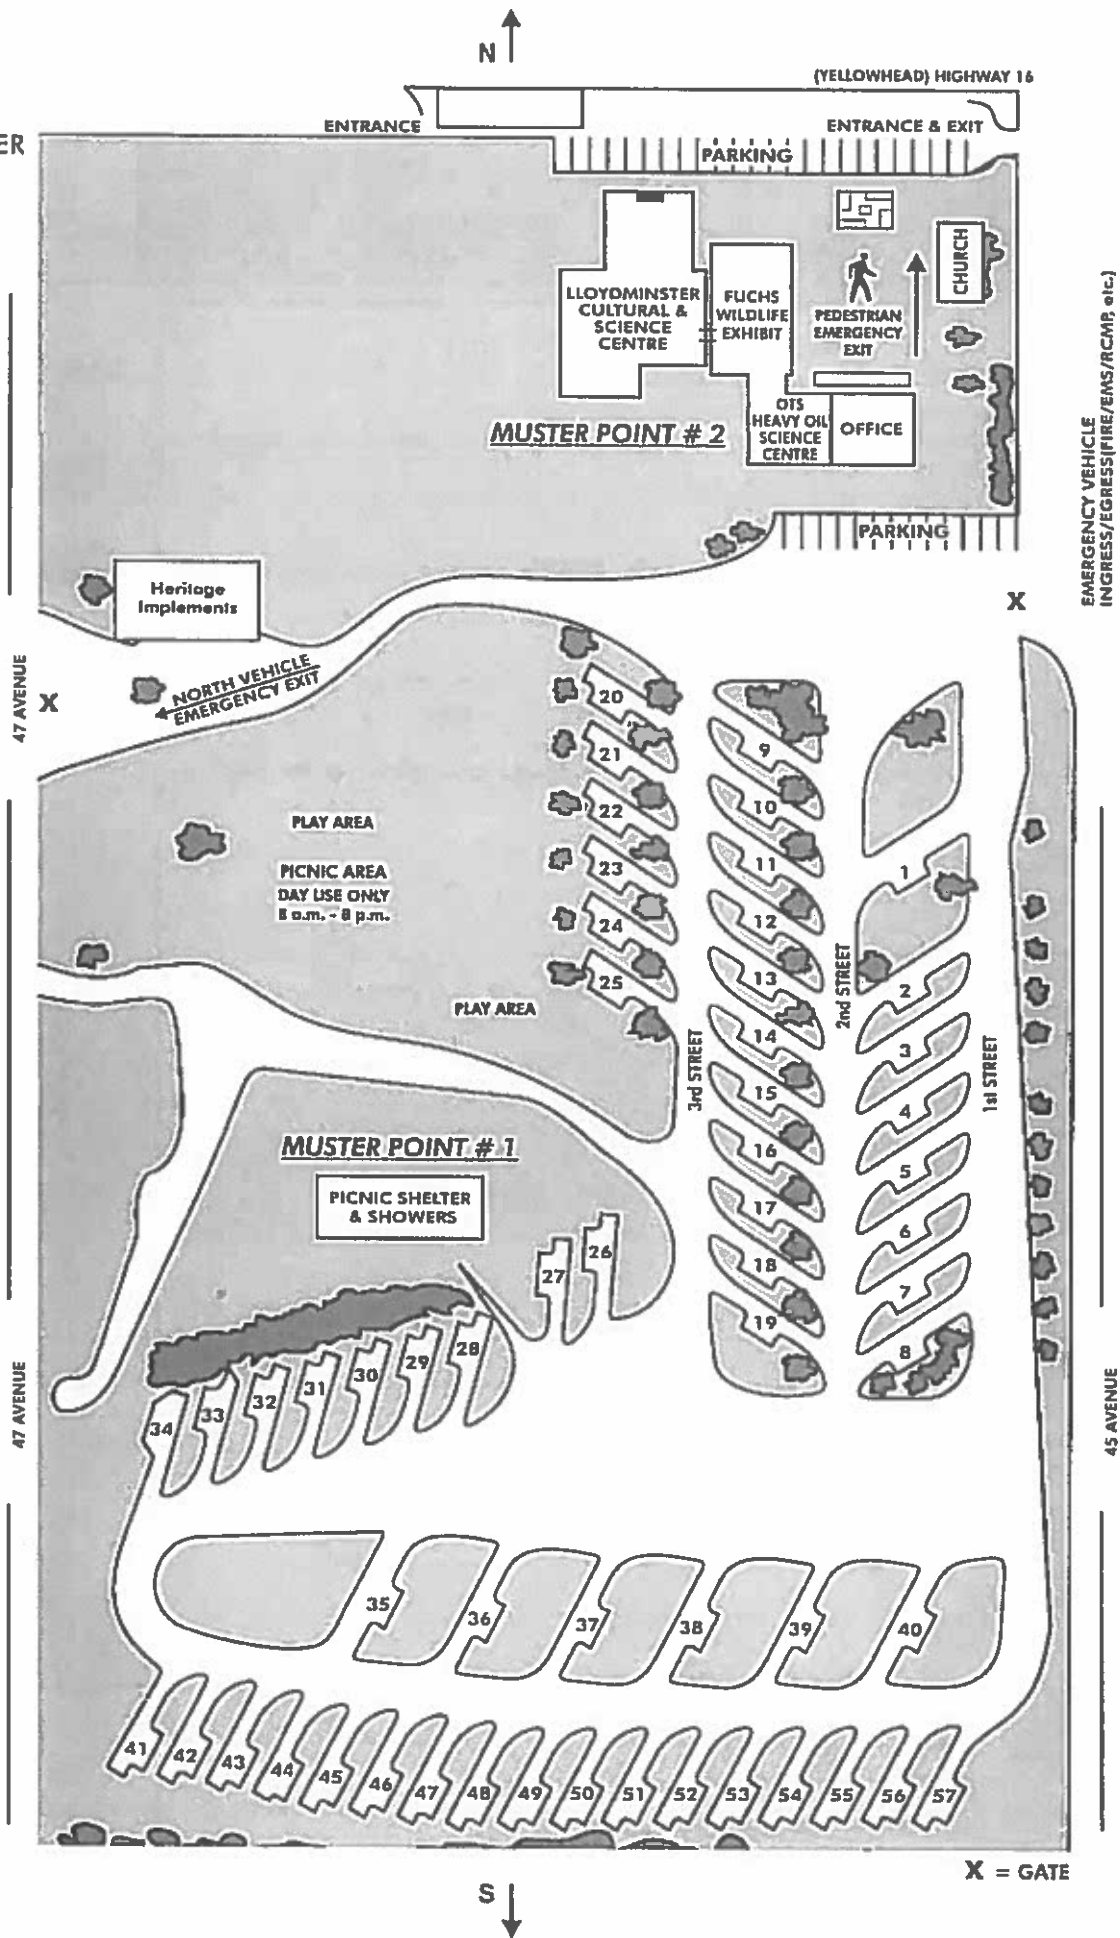 N
(YELLOWHEAD) HIGHWAY 16
ENTRANCE
ENTRANCE & EXIT
ER
PARKING
LLOYDMINSTER
CULTURAL &
SCIENCE
CENTRE
FUCHS
WILDLIFE
EXHIBIT
PEDESTRIAN
EMERGENCY
EXIT
CHURCH
OTS
HEAVY OIL
SCIENCE
CENTRE
OFFICE
MUSTER POINT # 2
PARKING
EMERGENCY VEHICLE
INGRESS/EGRESS(FIRE/EMS/RCMP, etc.)
X
Heritage
Implements
47 AVENUE
X
NORTH VEHICLE
EMERGENCY EXIT
20
21
22
23
24
25
9
10
11
12
13
14
15
16
17
18
19
1
2
3
4
5
6
7
8
PLAY AREA
PICNIC AREA
DAY USE ONLY
8 a.m. - 8 p.m.
PLAY AREA
3rd STREET
2nd STREET
1st STREET
MUSTER POINT # 1
PICNIC SHELTER
& SHOWERS
26
27
28
29
30
31
32
33
34
47 AVENUE
45 AVENUE
35
36
37
38
39
40
41
42
43
44
45
46
47
48
49
50
51
52
53
54
55
56
57
X = GATE
S